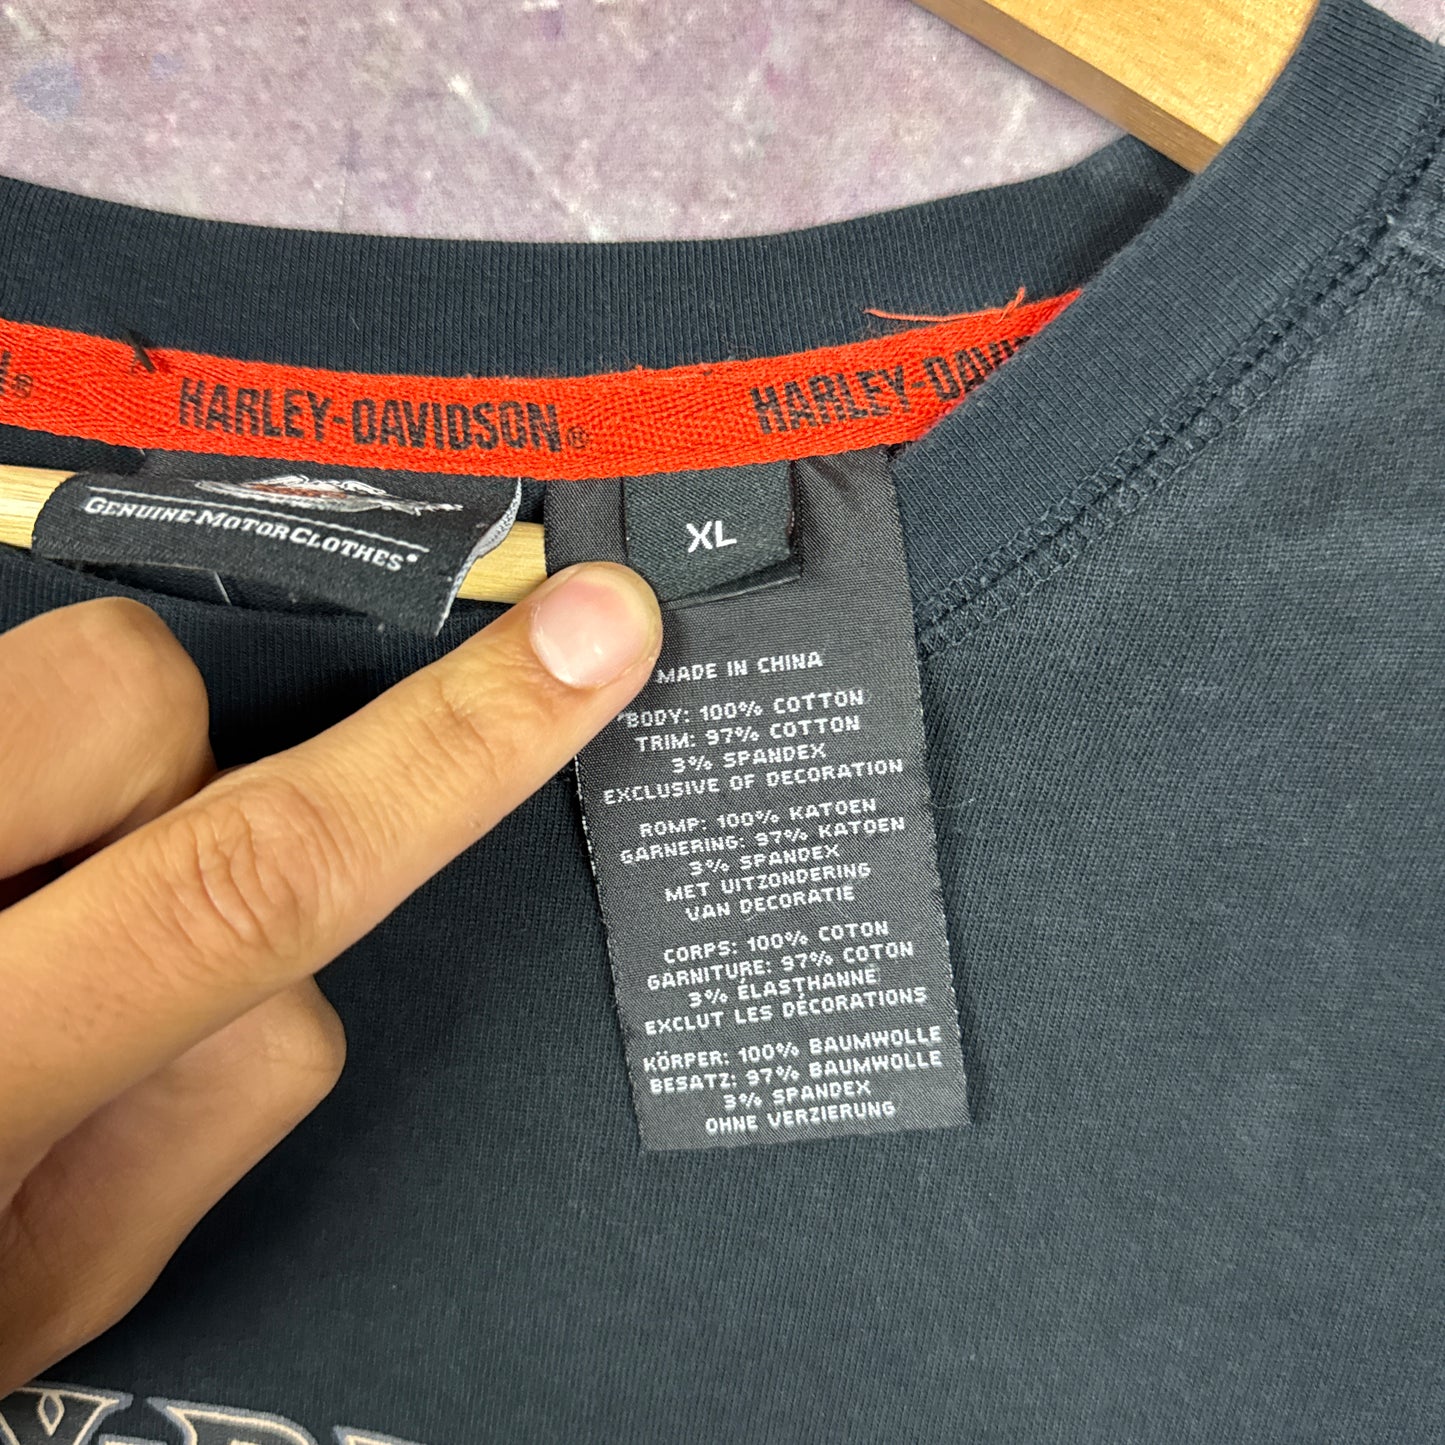 HARLEY-DAVIDSON®
HARLEY-DAVI
GENUINE MOTORCLOTHES®
XL
MADE IN CHINA
BODY: 100% COTTON
TRIM: 97% COTTON
3% SPANDEX
EXCLUSIVE OF DECORATION
ROMP: 100% KATOEN
GARNERING: 97% KATOEN
3% SPANDEX
MET UITZONDERING
VAN DECORATIE
CORPS: 100% COTON
GARNITURE: 97% COTON
3% ÉLASTHANNE
EXCLUT LES DÉCORATIONS
KÖRPER: 100% BAUMWOLLE
BESATZ: 97% BAUMWOLLE
3% SPANDEX
OHNE VERZIERUNG